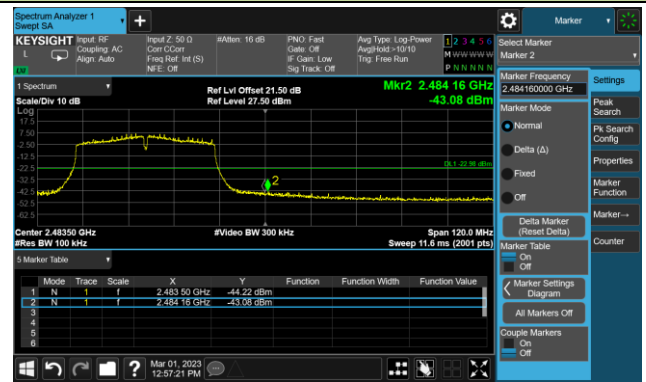 Spectrum Analyzer 1
Swept SA
Marker
KEYSIGHT
L
Input: RF
Coupling: AC
Align: Auto
Input Z: 50 Ω
Corr CCorr
Freq Ref: Int (S)
NFE: Off
#Atten: 16 dB
PNO: Fast
Gate: Off
IF Gain: Low
Sig Track: Off
Avg Type: Log-Power
Avg|Hold:>10/10
Trig: Free Run
1 2 3 4 5 6
M W W W W W
P N N N N N
Select Marker
Marker 2
1 Spectrum
Scale/Div 10 dB
Ref Lvl Offset 21.50 dB
Ref Level 27.50 dBm
Mkr2 2.484 16 GHz
-43.08 dBm
Log
17.5
7.50
-2.50
-12.5
-22.5
-32.5
-42.5
-52.5
-62.5
DL1 -22.98 dBm
2
Center 2.48350 GHz
#Res BW 100 kHz
#Video BW 300 kHz
Span 120.0 MHz
Sweep 11.6 ms (2001 pts)
5 Marker Table
Mode Trace Scale X Y Function Function Width Function Value
1 N 1 f 2.483 50 GHz -44.22 dBm
2 N 1 f 2.484 16 GHz -43.08 dBm
3
4
5
6
Marker Frequency
2.484160000 GHz
Marker Mode
Normal
Delta (Δ)
Fixed
Off
Delta Marker
(Reset Delta)
Marker Table
On
Off
Marker Settings
Diagram
All Markers Off
Couple Markers
On
Off
Settings
Peak
Search
Pk Search
Config
Properties
Marker
Function
Marker→
Counter
?
Mar 01, 2023
12:57:21 PM